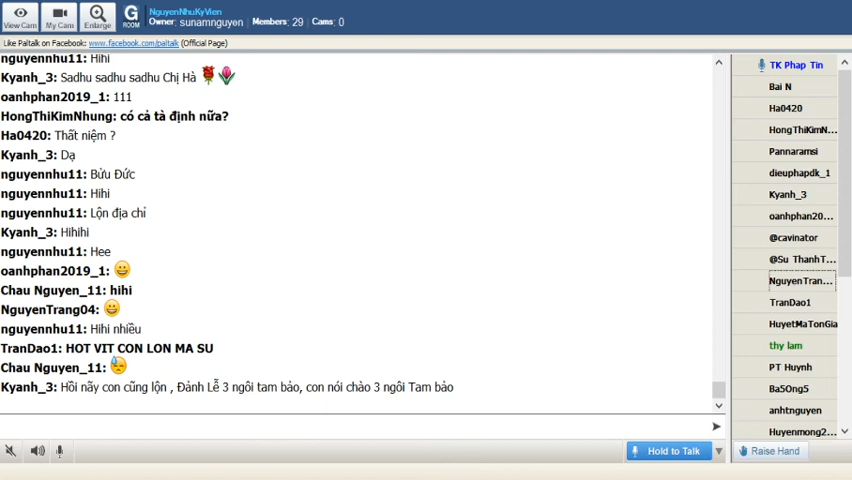 NguyenNhuKyVien
Owner: sunamnguyen Members: 29 Cams: 0
View Cam
My Cam
Enlarge
G ROOM
Like Paltalk on Facebook: www.facebook.com/paltalk (Official Page)
nguyennhu11: Hihi
Kyanh_3: Sadhu sadhu sadhu Chị Hà
oanhphan2019_1: 111
HongThiKimNhung: có cả tà định nữa?
Ha0420: Thất niệm ?
Kyanh_3: Dạ
nguyennhu11: Bửu Đức
nguyennhu11: Hihi
nguyennhu11: Lộn địa chỉ
Kyanh_3: Hihihi
nguyennhu11: Hee
oanhphan2019_1:
Chau Nguyen_11: hihi
NguyenTrang04:
nguyennhu11: Hihi nhiều
TranDao1: HOT VIT CON LON MA SU
Chau Nguyen_11:
Kyanh_3: Hồi nãy con cũng lộn , Đảnh Lễ 3 ngôi tam bảo, con nói chào 3 ngôi Tam bảo
Hold to Talk
TK Phap Tin
Bai N
Ha0420
HongThiKimN...
Pannaramsi
dieuphapdk_1
Kyanh_3
oanhphan20...
@cavinator
@Su ThanhT...
NguyenTran...
TranDao1
HuyetMaTonGia
thy lam
PT Huynh
Ba5Ong5
anhtnguyen
Huyenmong2...
Raise Hand